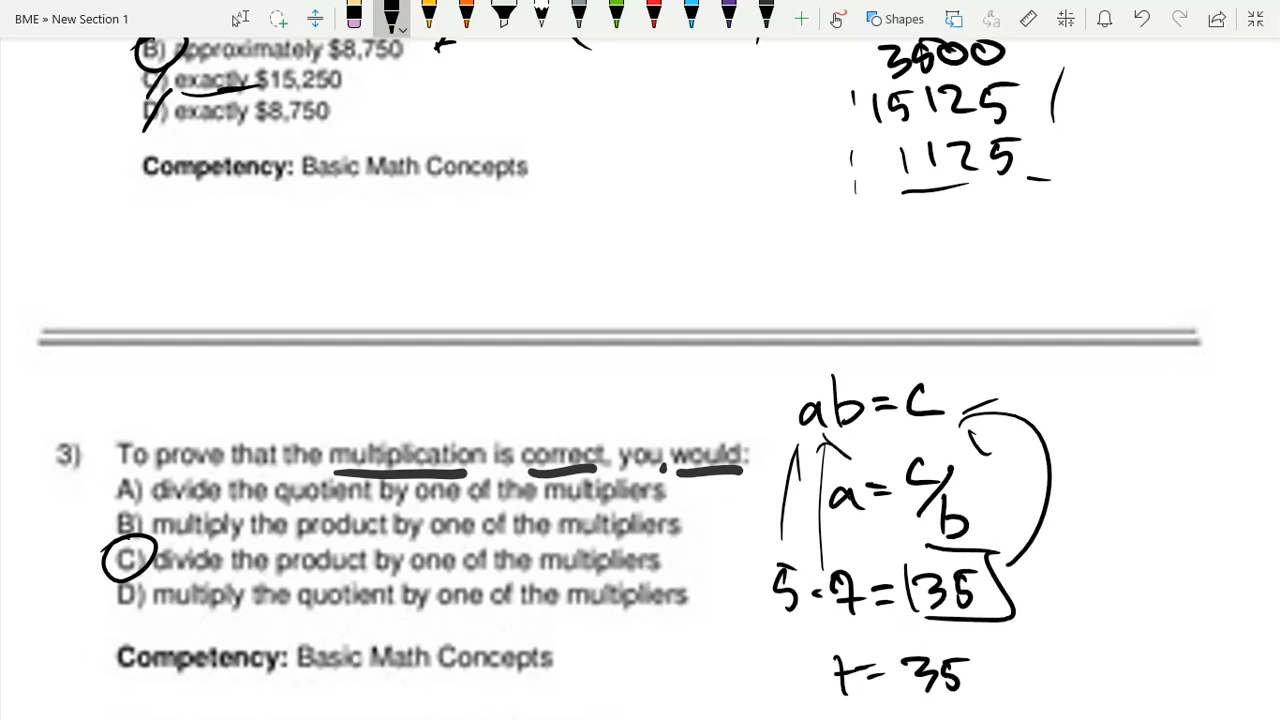 BME » New Section 1
Shapes
B) approximately $8,750
C) exactly $15,250
D) exactly $8,750
3800
15125
1125
Competency: Basic Math Concepts
ab=c
3) To prove that the multiplication is correct, you would:
A) divide the quotient by one of the multipliers
a=c/b
B) multiply the product by one of the multipliers
C) divide the product by one of the multipliers
D) multiply the quotient by one of the multipliers
5·7=35
Competency: Basic Math Concepts
7= 35